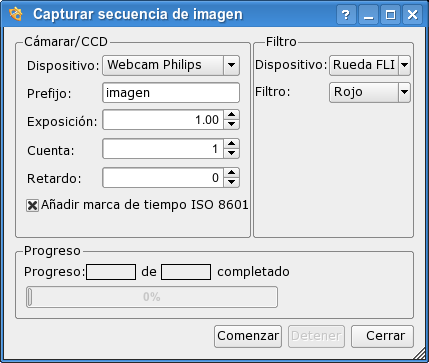 Capturar secuencia de imagen
Cámarar/CCD
Dispositivo: Webcam Philips
Prefijo: imagen
Exposición: 1.00
Cuenta: 1
Retardo: 0
Añadir marca de tiempo ISO 8601
Filtro
Dispositivo: Rueda FLI
Filtro: Rojo
Progreso
Progreso: de completado
0%
Comenzar Detener Cerrar